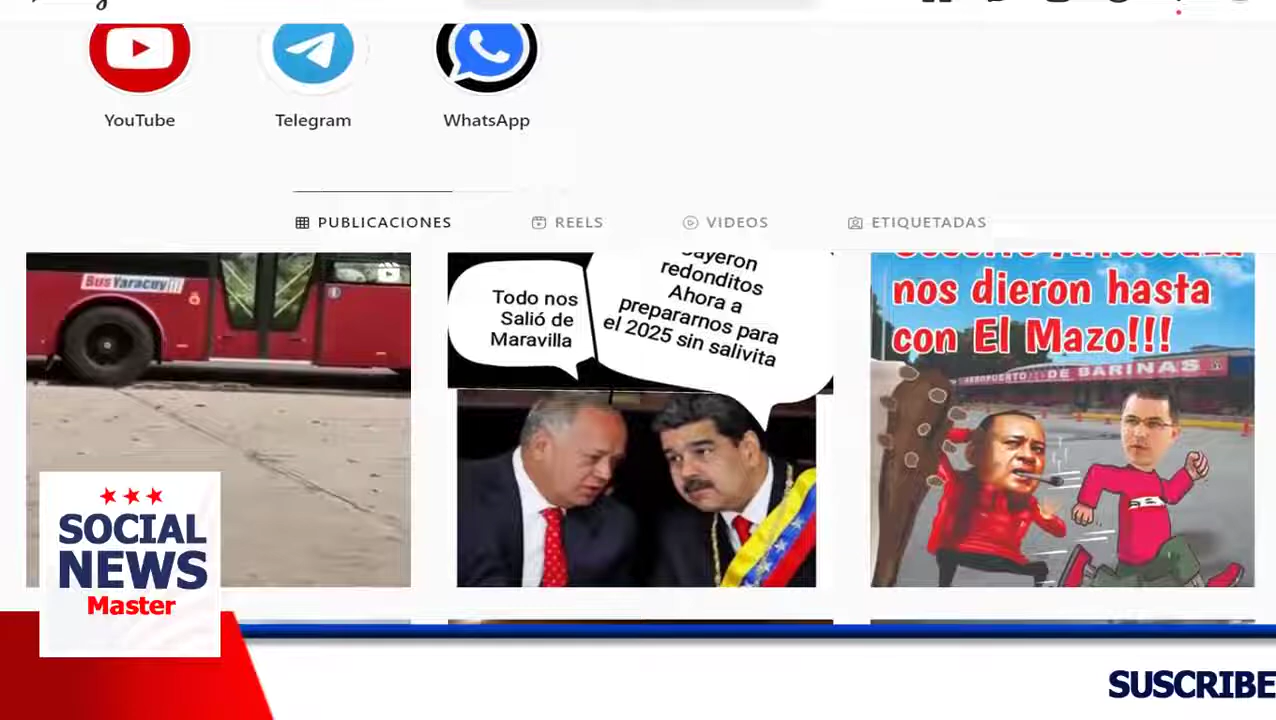 YouTube
Telegram
WhatsApp
PUBLICACIONES
REELS
VIDEOS
ETIQUETADAS
BusYaracuy!!!
Todo nos
Salió de
Maravilla
redonditos
Ahora a
prepararnos para
el 2025 sin salivita
nos dieron hasta
con El Mazo!!!
AEROPUERTO DE BARINAS
SOCIAL
NEWS
Master
SUSCRIBE